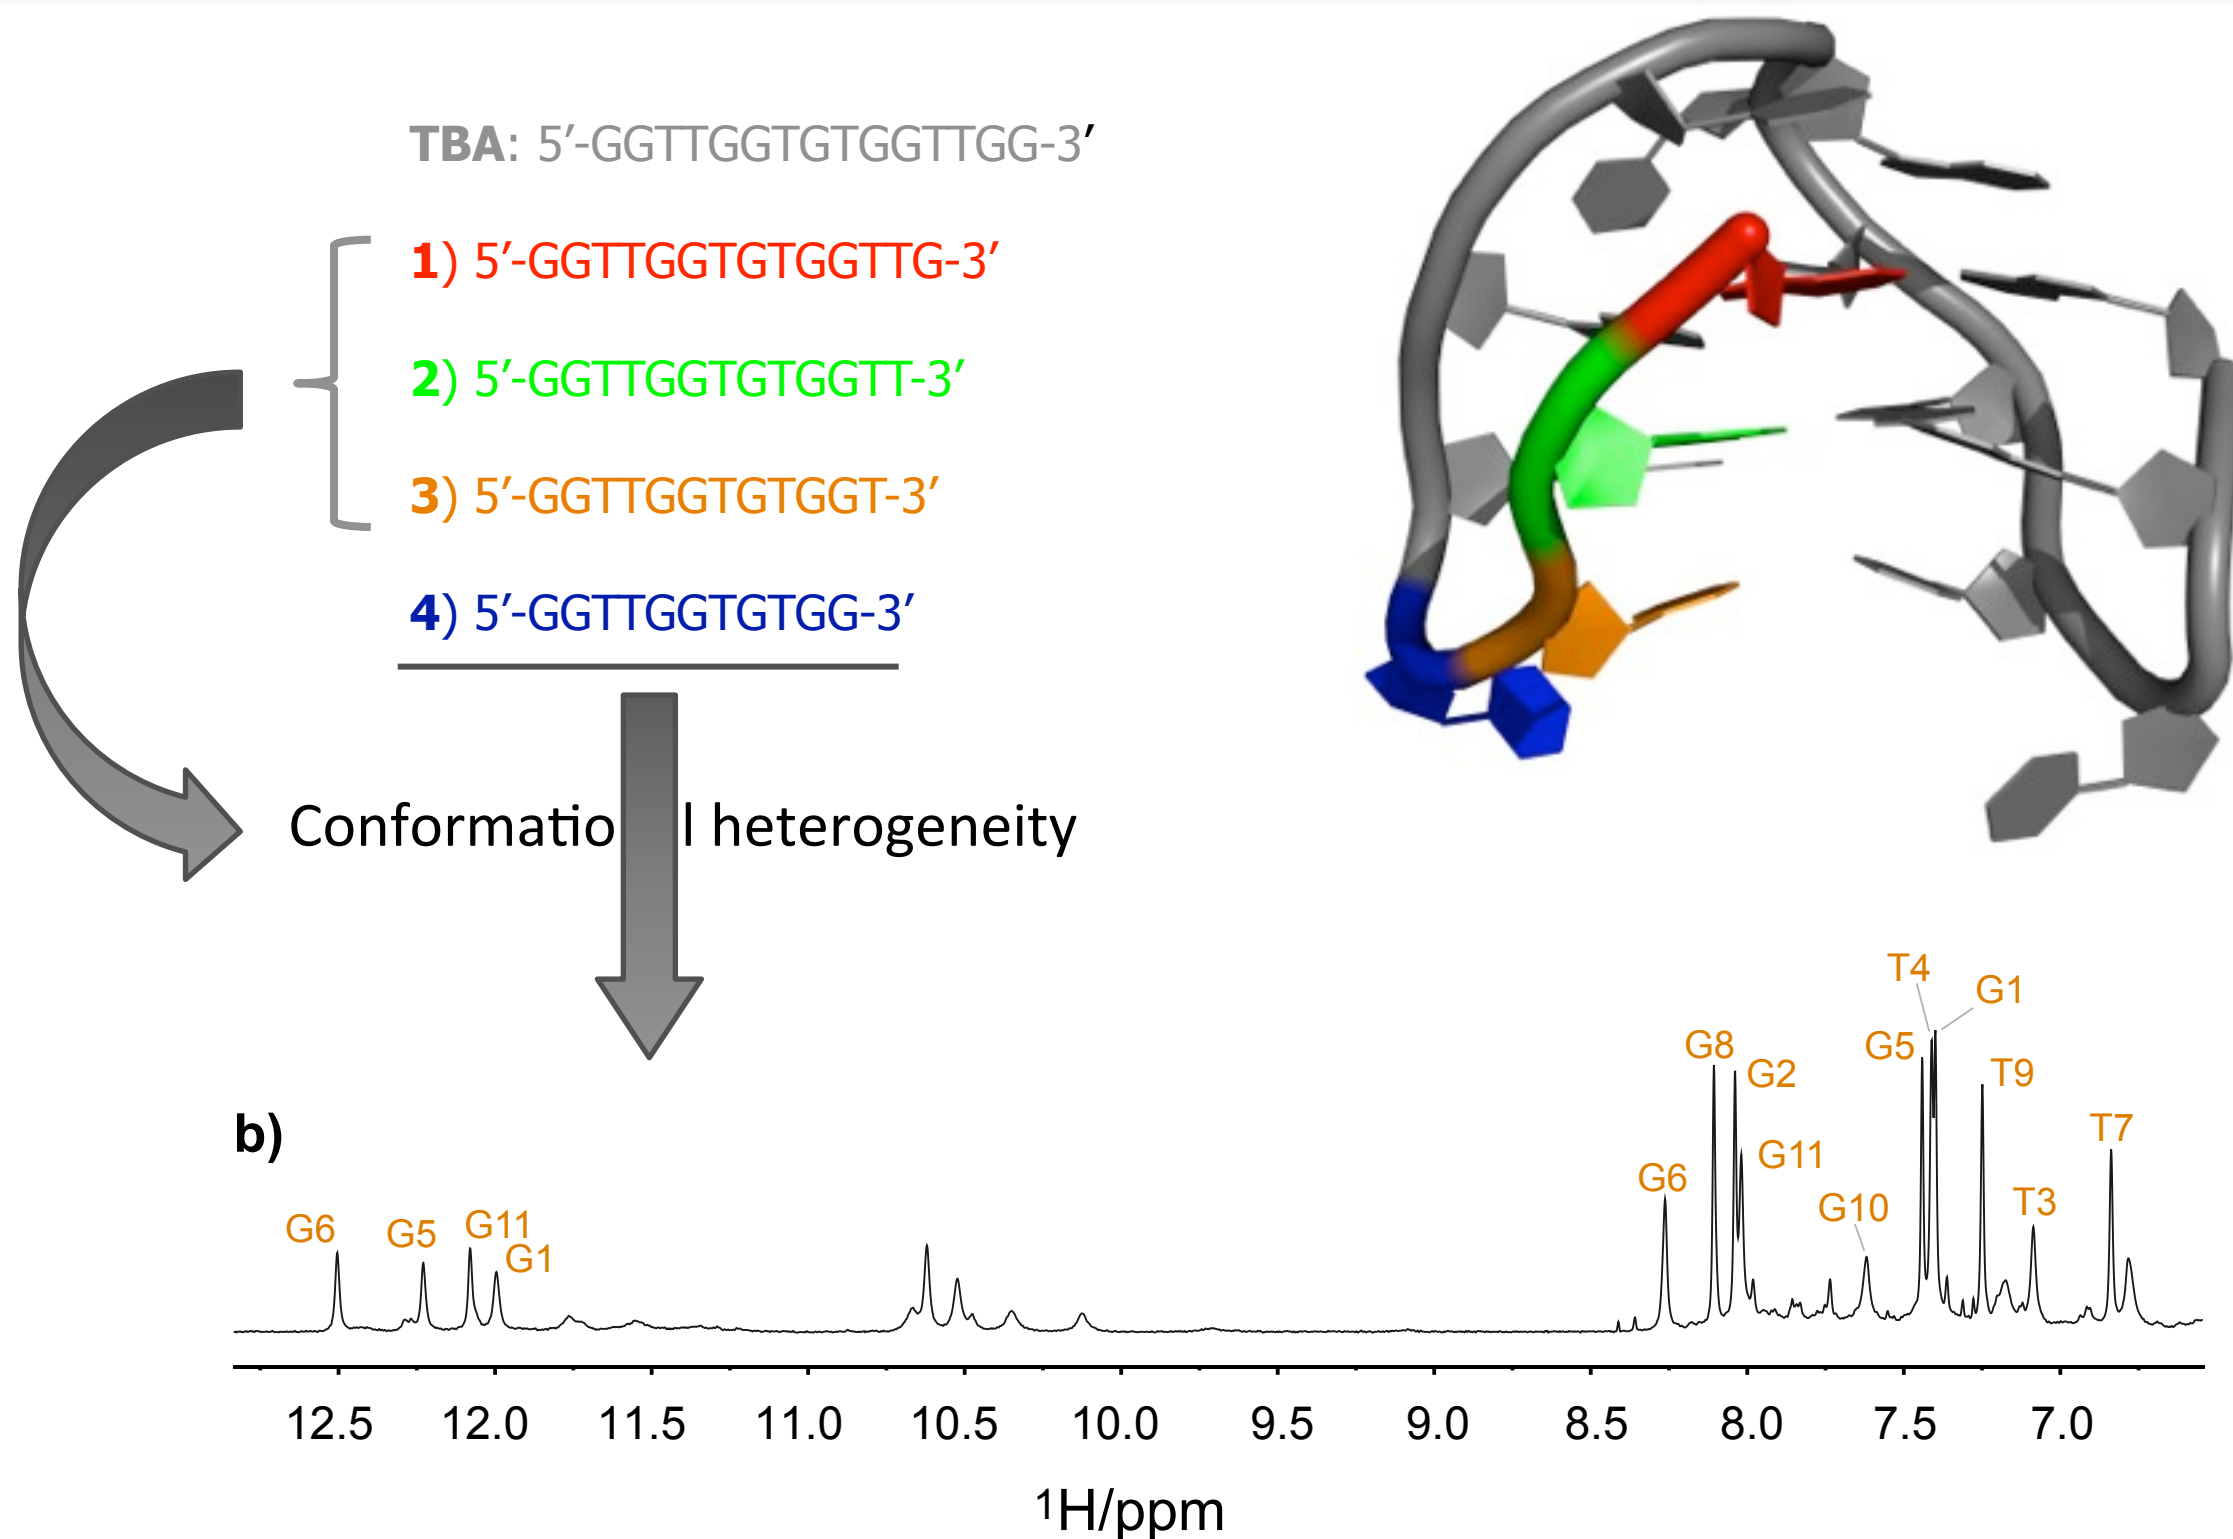 TBA: 5′-GGTTGGTGTGGTTGG-3′
1) 5′-GGTTGGTGTGGTTG-3′
2) 5′-GGTTGGTGTGGTT-3′
3) 5′-GGTTGGTGTGGT-3′
4) 5′-GGTTGGTGTGG-3′
Conformatio l heterogeneity
b)
G6
G5
G11
G1
G6
G8
G2
G11
G10
G5
T4
G1
T9
T3
T7
12.5 12.0 11.5 11.0 10.5 10.0 9.5 9.0 8.5 8.0 7.5 7.0
¹H/ppm